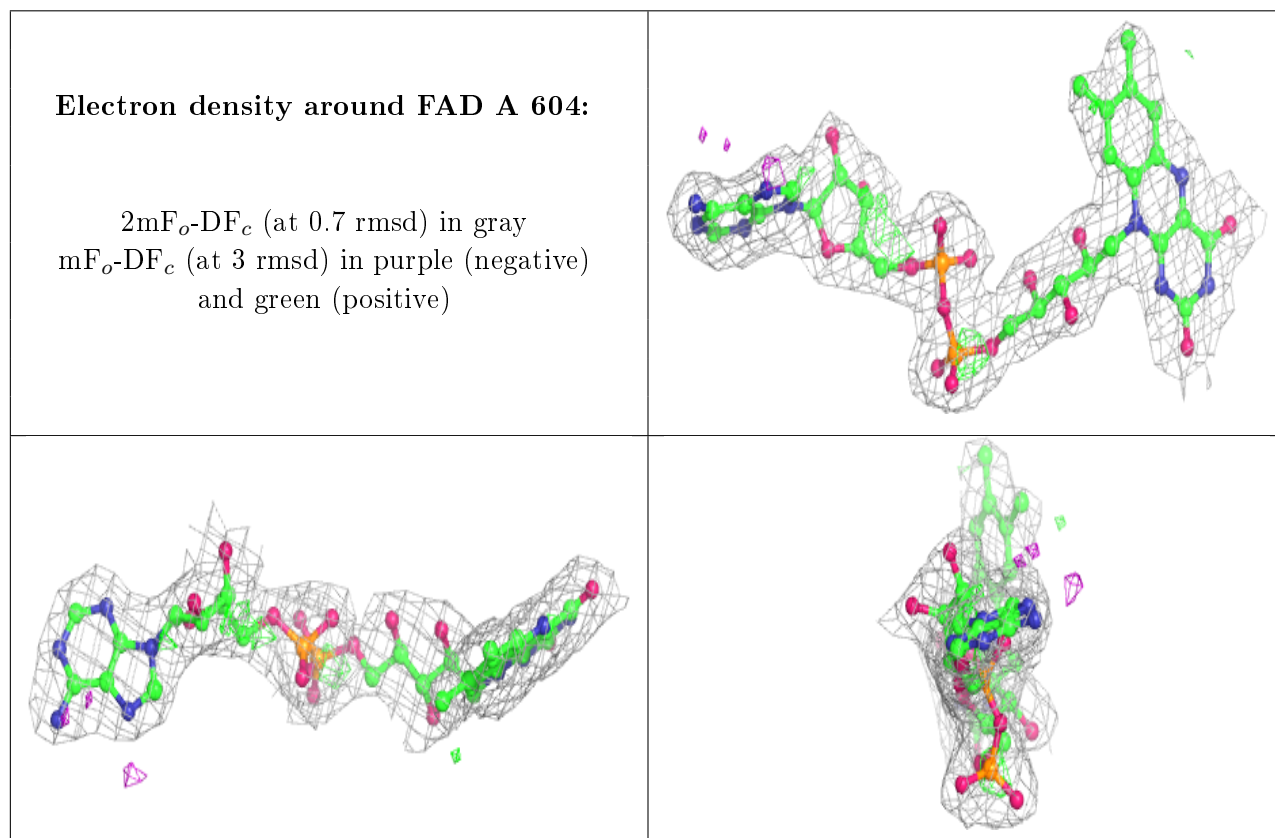 Electron density around FAD A 604:
2mFo-DFc (at 0.7 rmsd) in gray
mFo-DFc (at 3 rmsd) in purple (negative)
and green (positive)